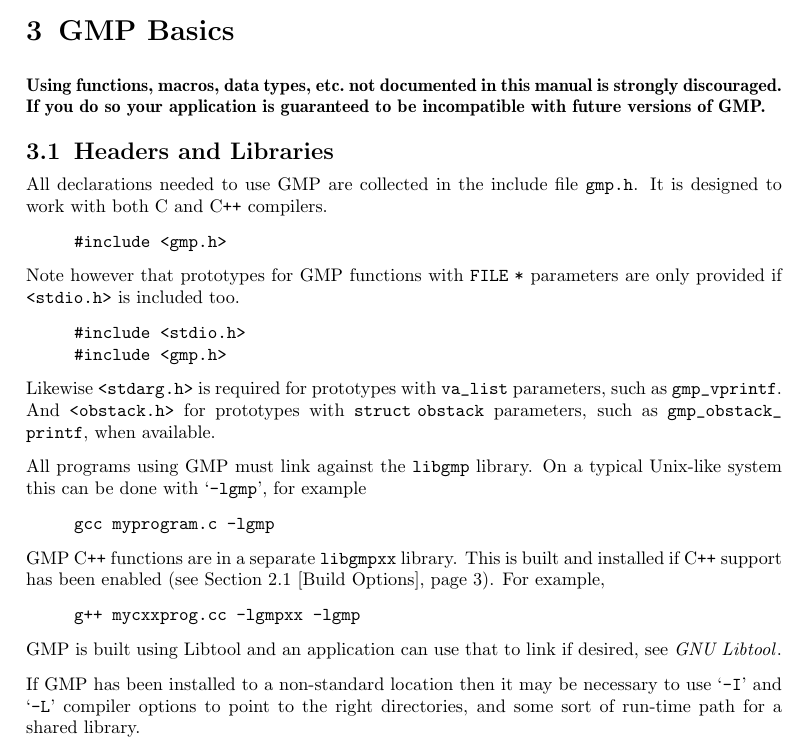 3 GMP Basics
Using functions, macros, data types, etc. not documented in this manual is strongly discouraged.
If you do so your application is guaranteed to be incompatible with future versions of GMP.
3.1 Headers and Libraries
All declarations needed to use GMP are collected in the include file gmp.h. It is designed to
work with both C and C++ compilers.
#include <gmp.h>
Note however that prototypes for GMP functions with FILE * parameters are only provided if
<stdio.h> is included too.
#include <stdio.h>
#include <gmp.h>
Likewise <stdarg.h> is required for prototypes with va_list parameters, such as gmp_vprintf.
And <obstack.h> for prototypes with struct obstack parameters, such as gmp_obstack_
printf, when available.
All programs using GMP must link against the libgmp library. On a typical Unix-like system
this can be done with ‘-lgmp’, for example
gcc myprogram.c -lgmp
GMP C++ functions are in a separate libgmpxx library. This is built and installed if C++ support
has been enabled (see Section 2.1 [Build Options], page 3). For example,
g++ mycxxprog.cc -lgmpxx -lgmp
GMP is built using Libtool and an application can use that to link if desired, see GNU Libtool.
If GMP has been installed to a non-standard location then it may be necessary to use ‘-I’ and
‘-L’ compiler options to point to the right directories, and some sort of run-time path for a
shared library.